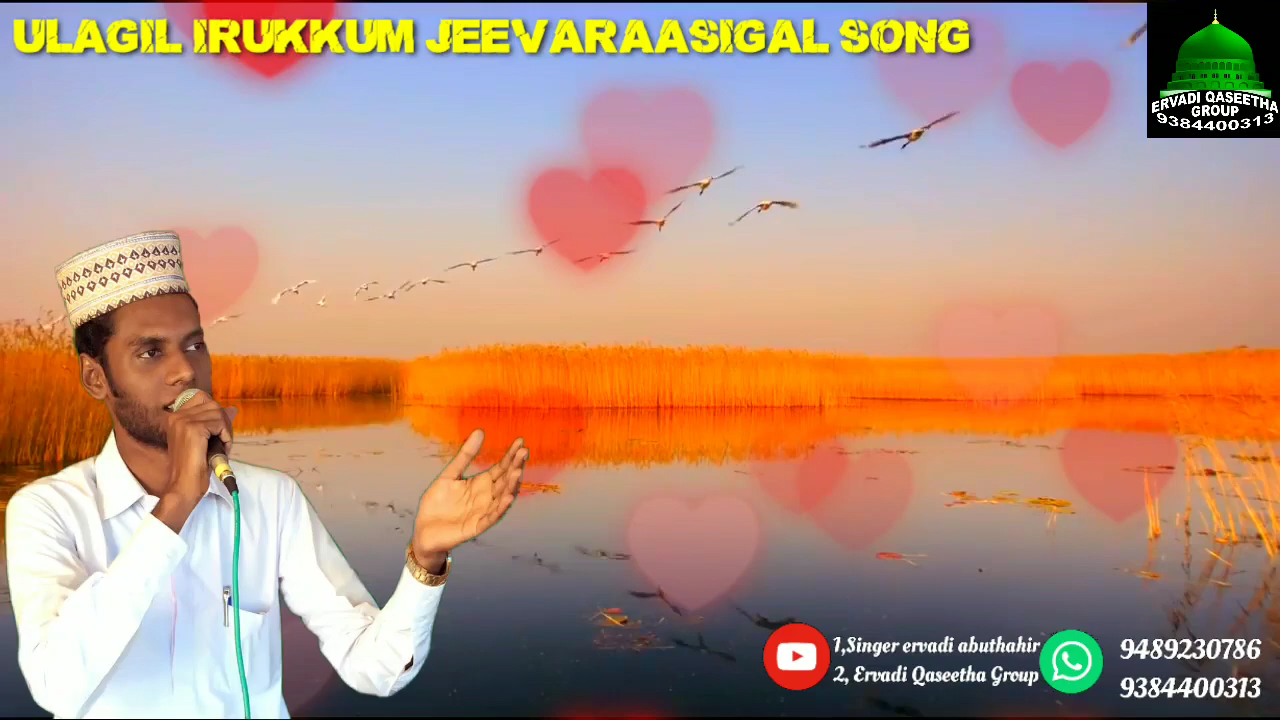 ULAGIL IRUKKUM JEEVARAASIGAL SONG
ERVADI QASEETHA
GROUP
9384400313
1,Singer ervadi abuthahir
2, Ervadi Qaseetha Group
9489230786
9384400313